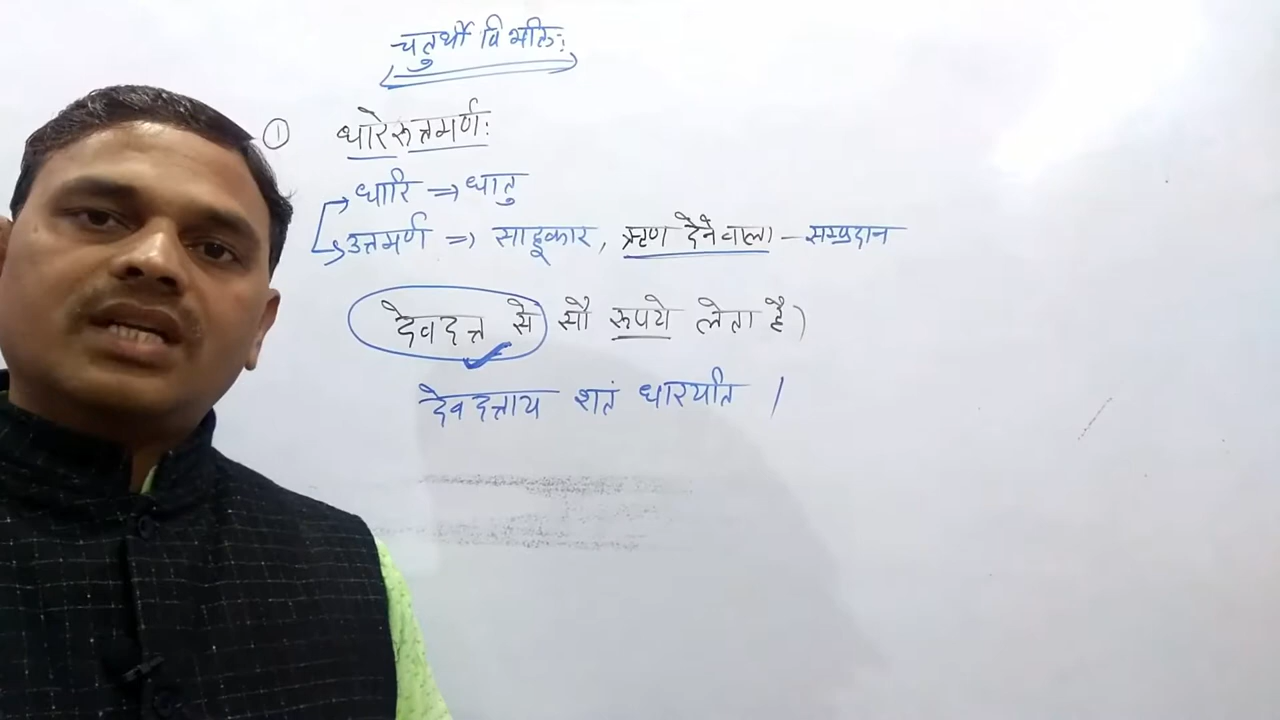 चतुर्थी विभक्तिः
① धारेरुत्तमर्णः
धारि ⇒ धातु
उत्तमर्ण ⇒ साहूकार, ऋण देनेवाला - सम्प्रदान
देवदत्त से सौ रूपये लेता है)
देवदत्ताय शतं धारयति /